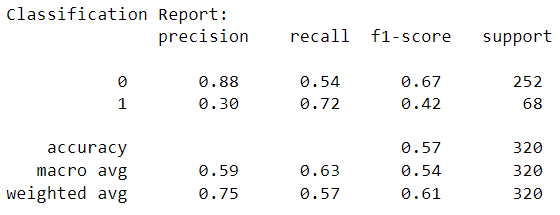 Classification Report:
              precision    recall  f1-score   support

           0       0.88      0.54      0.67       252
           1       0.30      0.72      0.42        68

    accuracy                           0.57       320
   macro avg       0.59      0.63      0.54       320
weighted avg       0.75      0.57      0.61       320